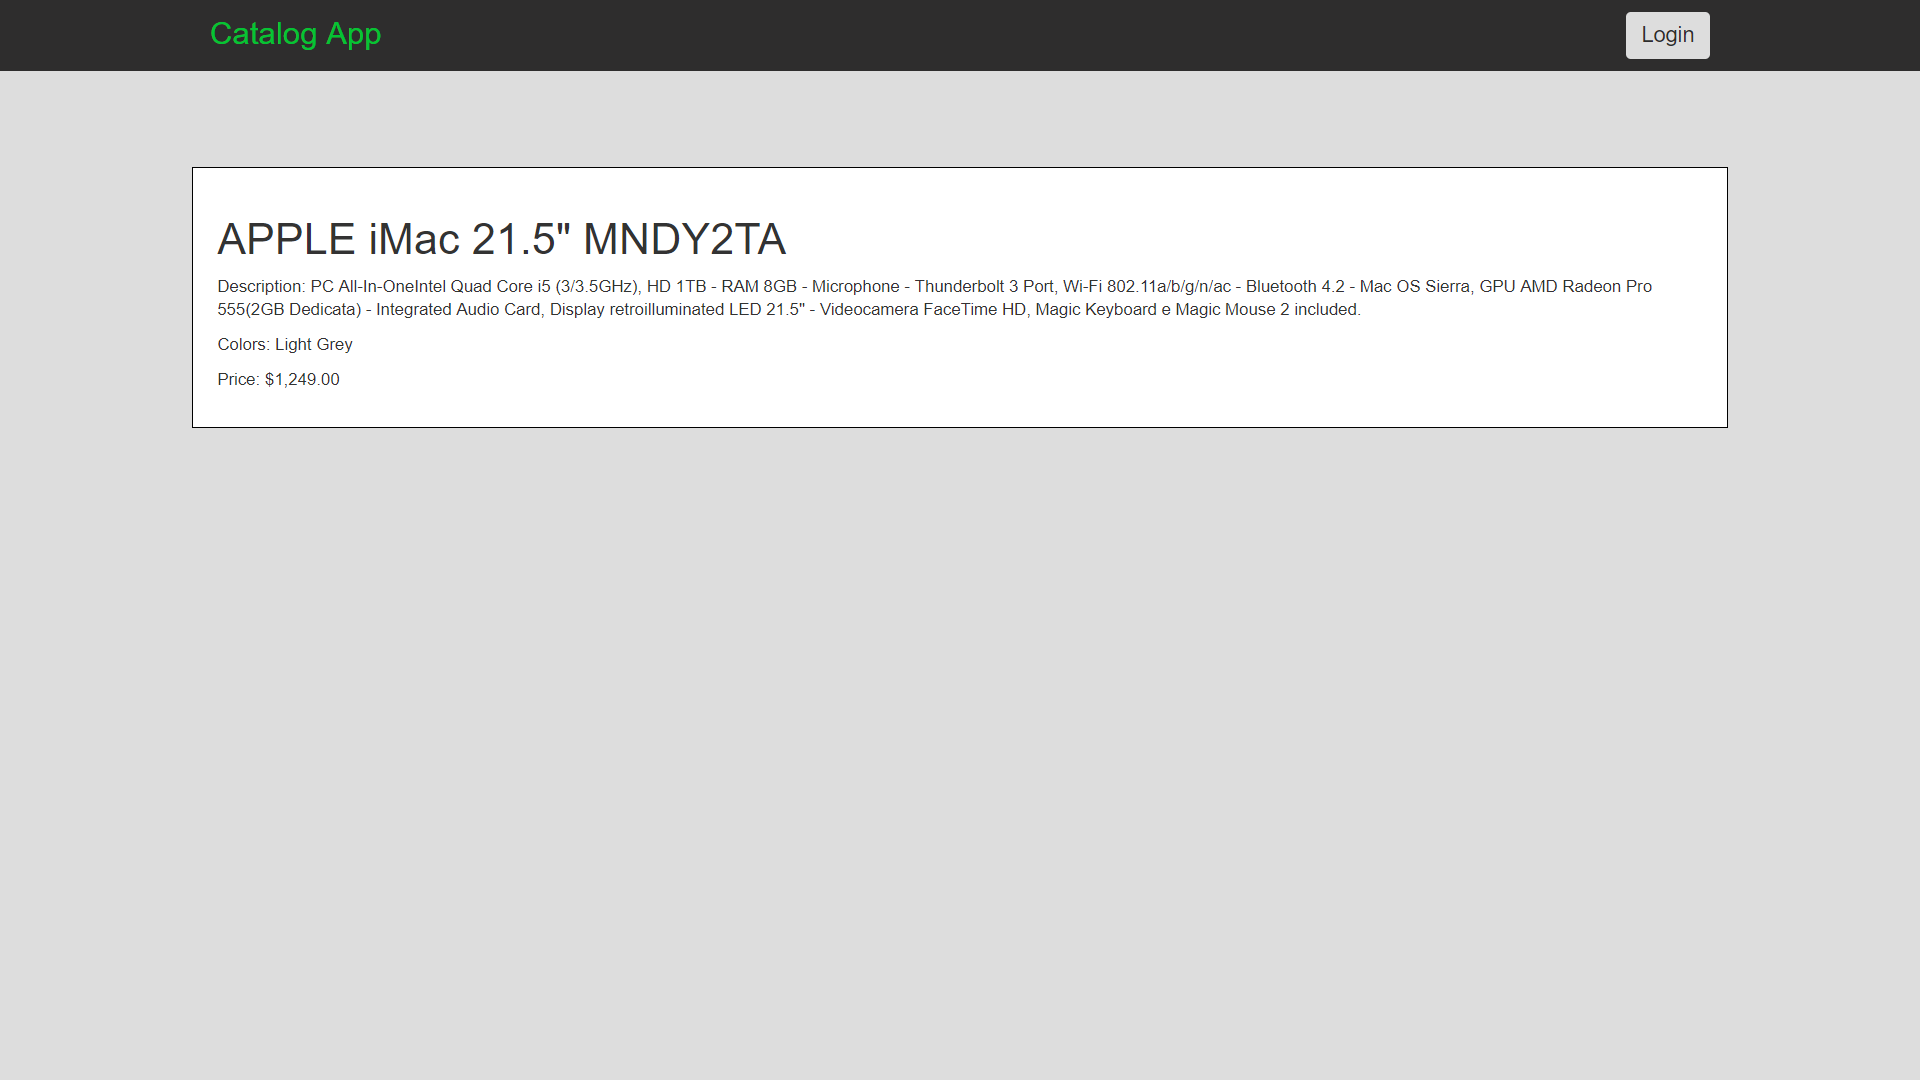 Catalog App
Login
APPLE iMac 21.5" MNDY2TA
Description: PC All-In-OneIntel Quad Core i5 (3/3.5GHz), HD 1TB - RAM 8GB - Microphone - Thunderbolt 3 Port, Wi-Fi 802.11a/b/g/n/ac - Bluetooth 4.2 - Mac OS Sierra, GPU AMD Radeon Pro
555(2GB Dedicata) - Integrated Audio Card, Display retroilluminated LED 21.5" - Videocamera FaceTime HD, Magic Keyboard e Magic Mouse 2 included.
Colors: Light Grey
Price: $1,249.00